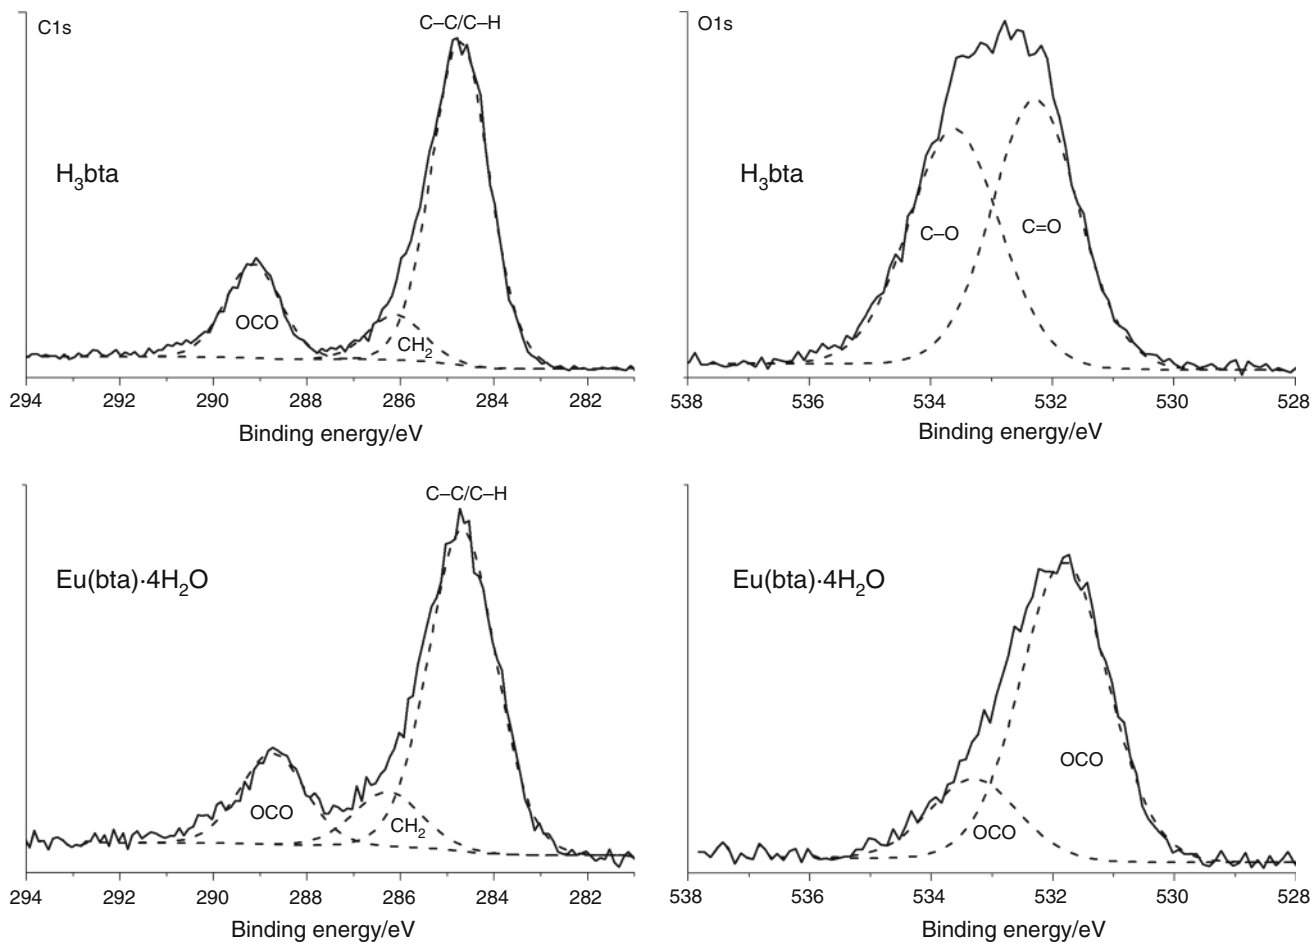 C1s
C–C/C–H
H₃bta
OCO
CH₂
294 292 290 288 286 284 282
Binding energy/eV
O1s
H₃bta
C–O
C=O
538 536 534 532 530 528
Binding energy/eV
C–C/C–H
Eu(bta)·4H₂O
OCO
CH₂
294 292 290 288 286 284 282
Binding energy/eV
Eu(bta)·4H₂O
OCO
OCO
538 536 534 532 530 528
Binding energy/eV